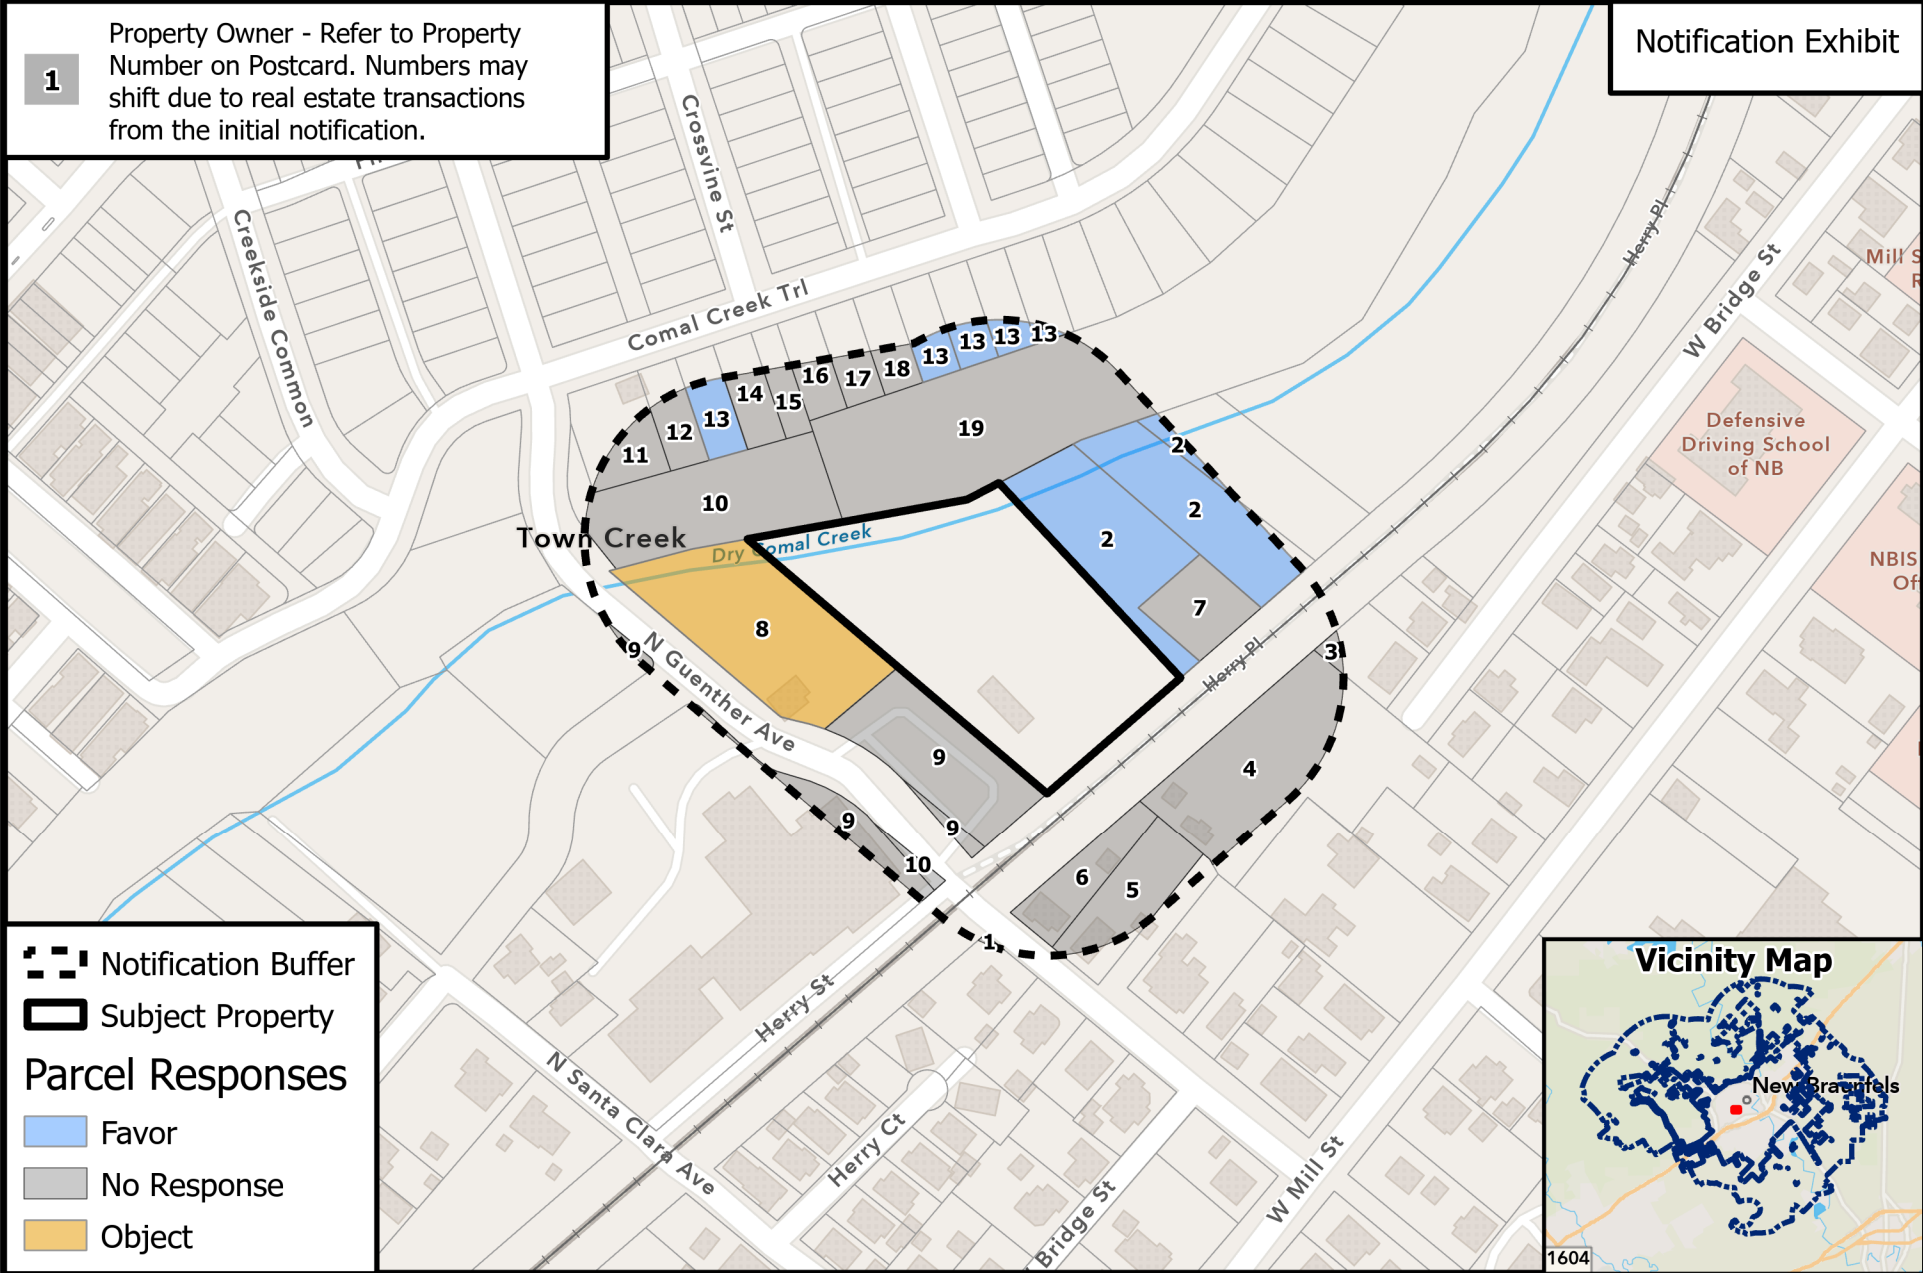 1
Property Owner - Refer to Property
Number on Postcard. Numbers may
shift due to real estate transactions
from the initial notification.
Notification Exhibit
Crossvine St
Creekside Common
Comal Creek Trl
Herry Pl
W Bridge St
Mill S
R
Defensive
Driving School
of NB
NBIS
Of
Town Creek
Dry Comal Creek
13
13
13
13
16
17
18
14
15
13
12
11
19
10
2
2
2
7
8
9
N Guenther Ave
Herry Pl
3
9
4
9
9
10
6
5
1
Herry St
N Santa Clara Ave
Herry Ct
Bridge St
W Mill St
Notification Buffer
Subject Property
Parcel Responses
Favor
No Response
Object
Vicinity Map
New Braunfels
1604